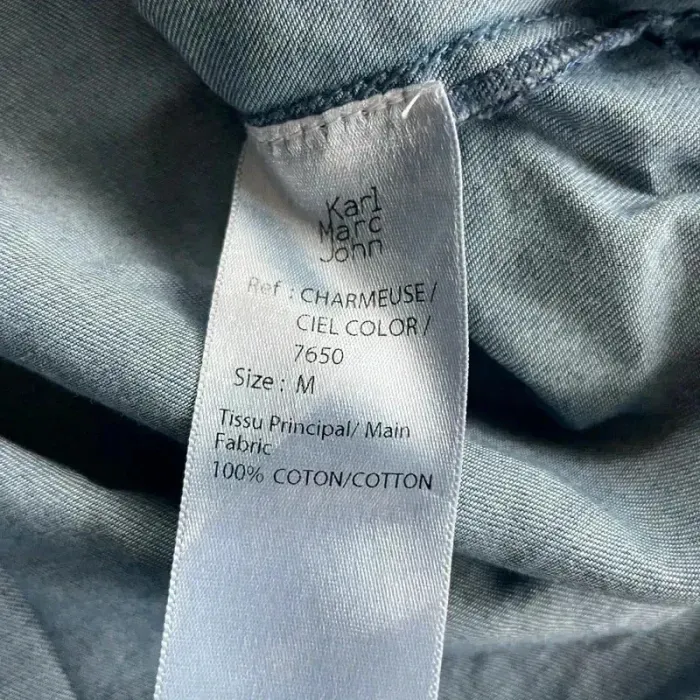 Karl
Marc
John
Ref : CHARMEUSE/
CIEL COLOR /
7650
Size : M
Tissu Principal/ Main
Fabric
100% COTON/COTTON